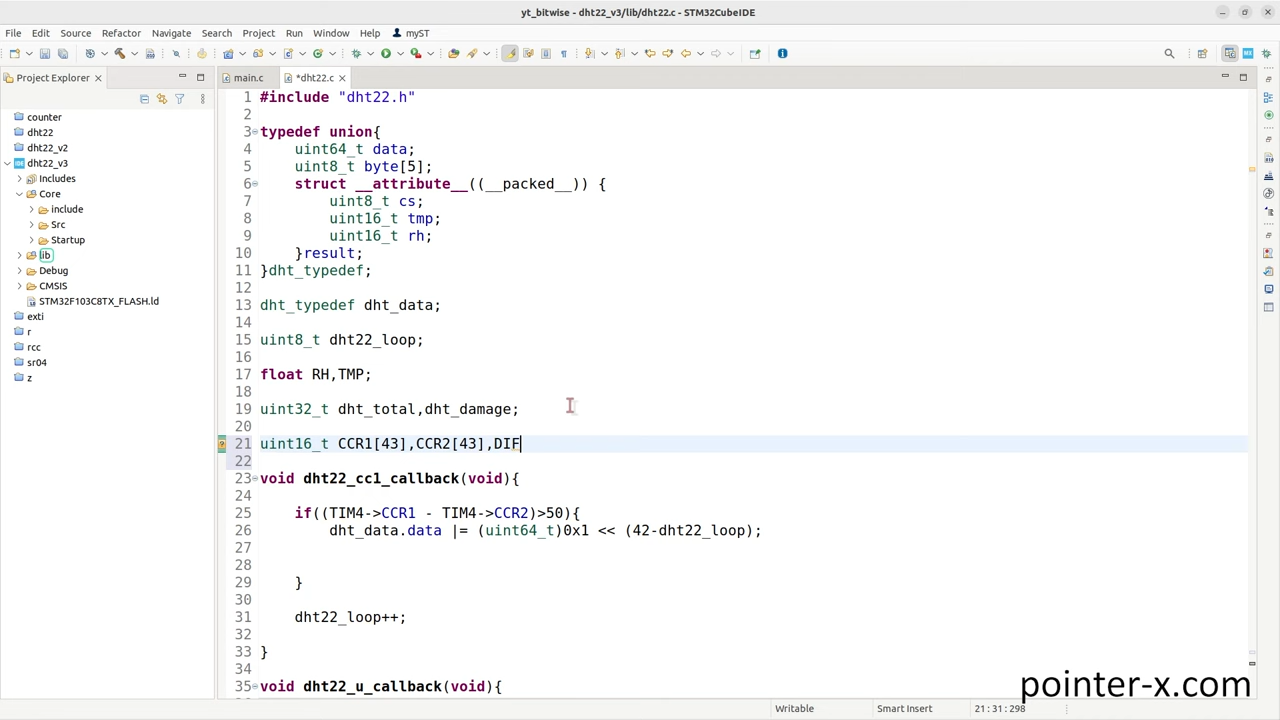 yt_bitwise - dht22_v3/lib/dht22.c - STM32CubeIDE
File Edit Source Refactor Navigate Search Project Run Window Help myST
Project Explorer
main.c
*dht22.c
counter
dht22
dht22_v2
dht22_v3
Includes
Core
include
Src
Startup
lib
Debug
CMSIS
STM32F103C8TX_FLASH.ld
exti
r
rcc
sr04
z
1 #include "dht22.h"
2
3 typedef union{
4 uint64_t data;
5 uint8_t byte[5];
6 struct __attribute__((__packed__)) {
7 uint8_t cs;
8 uint16_t tmp;
9 uint16_t rh;
10 }result;
11 }dht_typedef;
12
13 dht_typedef dht_data;
14
15 uint8_t dht22_loop;
16
17 float RH,TMP;
18
19 uint32_t dht_total,dht_damage;
20
21 uint16_t CCR1[43],CCR2[43],DIF
22
23 void dht22_cc1_callback(void){
24
25 if((TIM4->CCR1 - TIM4->CCR2)>50){
26 dht_data.data |= (uint64_t)0x1 << (42-dht22_loop);
27
28
29 }
30
31 dht22_loop++;
32
33 }
34
35 void dht22_u_callback(void){
pointer-x.com
Writable
Smart Insert
21 : 31 : 298